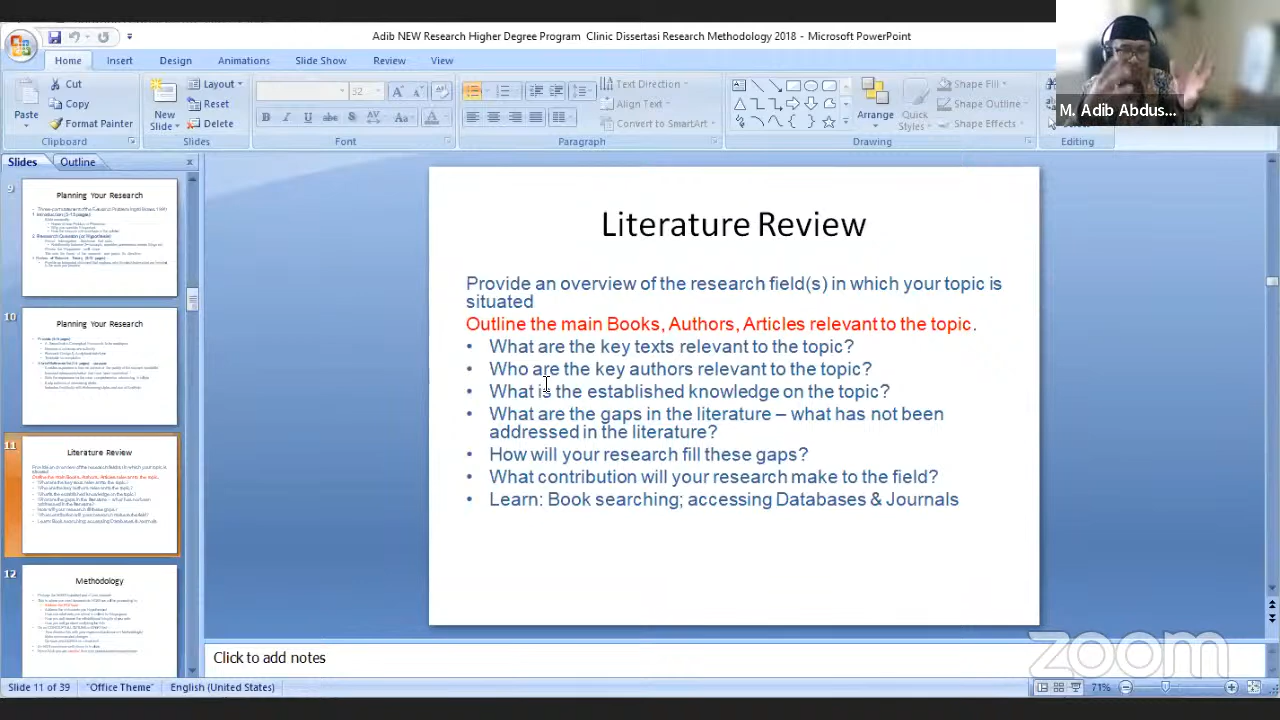 Adib NEW Research Higher Degree Program Clinic Dissertasi Research Methodology 2018 - Microsoft PowerPoint
Home Insert Design Animations Slide Show Review View
Cut
Copy
Format Painter
Paste
Clipboard
New Slide
Layout
Reset
Delete
Slides
32
Font
Text Direction
Align Text
Convert to SmartArt
Paragraph
Arrange
Quick Styles
Shape Fill
Shape Outline
Shape Effects
Drawing
Editing
M. Adib Abdus...
Slides Outline
9
Planning Your Research
10
Planning Your Research
11
Literature Review
12
Methodology
Literature Review
Provide an overview of the research field(s) in which your topic is
situated
Outline the main Books, Authors, Articles relevant to the topic.
• What are the key texts relevant to the topic?
• Who are the key authors relevant to the topic?
• What is the established knowledge on the topic?
• What are the gaps in the literature – what has not been
addressed in the literature?
• How will your research fill these gaps?
• What contribution will your research make to the field?
• Learn: Book searching; accessing Databases & Journals
Click to add notes
zoom
Slide 11 of 39 "Office Theme" English (United States) 71%